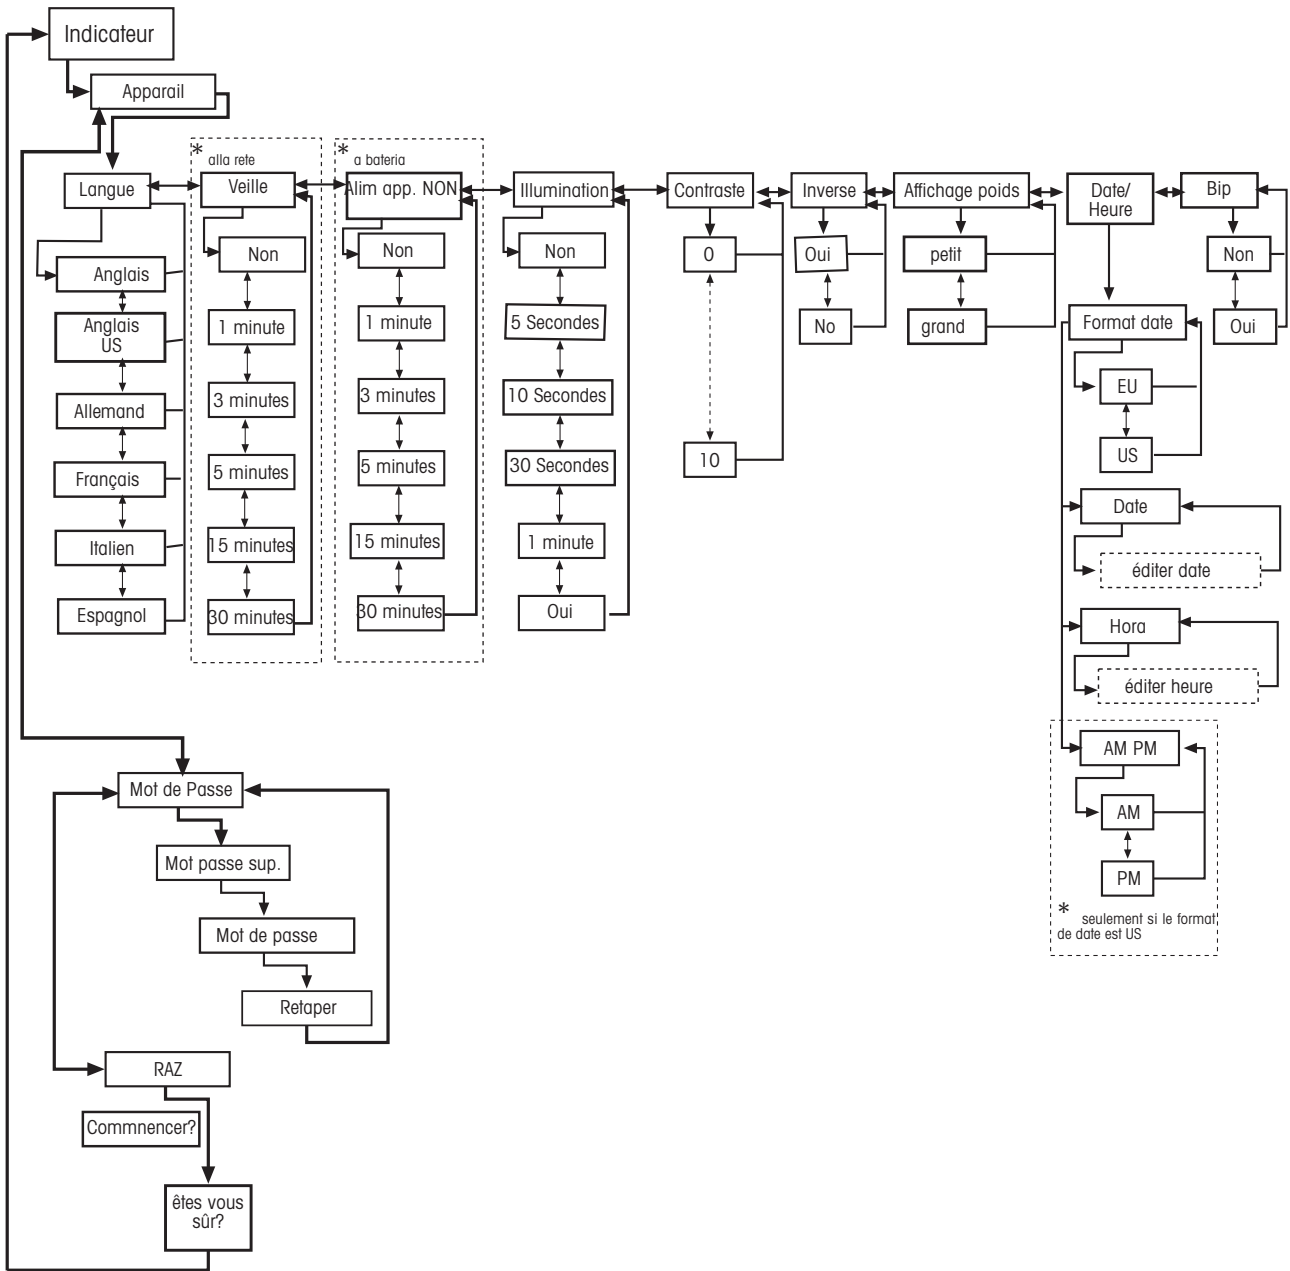 Indicateur
Apparail
* alla rete
* a bateria
Langue
Veille
Alim app. NON
Illumination
Contraste
Inverse
Affichage poids
Date/
Heure
Bip
Anglais
Anglais
US
Allemand
Français
Italien
Espagnol
Non
1 minute
3 minutes
5 minutes
15 minutes
30 minutes
Non
1 minute
3 minutes
5 minutes
15 minutes
30 minutes
Non
5 Secondes
10 Secondes
30 Secondes
1 minute
Oui
0
10
Oui
No
petit
grand
Format date
EU
US
Date
éditer date
Hora
éditer heure
AM PM
AM
PM
* seulement si le format
de date est US
Non
Oui
Mot de Passe
Mot passe sup.
Mot de passe
Retaper
RAZ
Commnencer?
êtes vous
sûr?